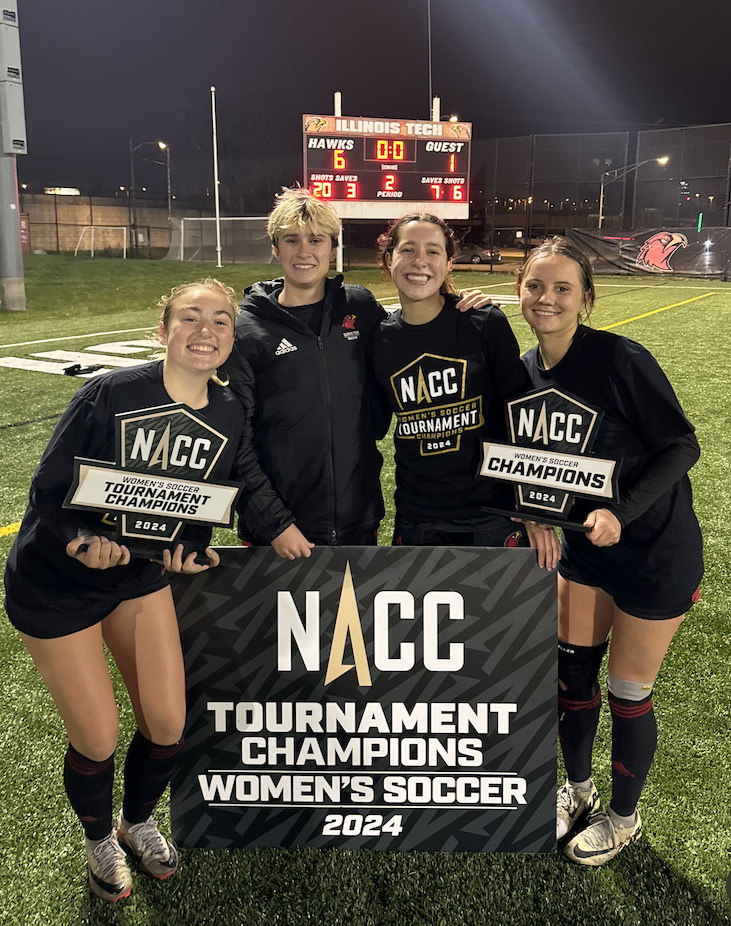 ILLINOIS TECH
HAWKS 0:0 GUEST
6 1
SHOTS SAVES 2 SAVES SHOTS
20 3 PERIOD 7 6
adidas
NACC
WOMEN'S SOCCER
TOURNAMENT
CHAMPIONS
2024
NACC
WOMEN'S SOCCER
TOURNAMENT
CHAMPIONS
2024
NACC
WOMEN'S SOCCER
CHAMPIONS
2024
NACC
TOURNAMENT
CHAMPIONS
WOMEN'S SOCCER
2024